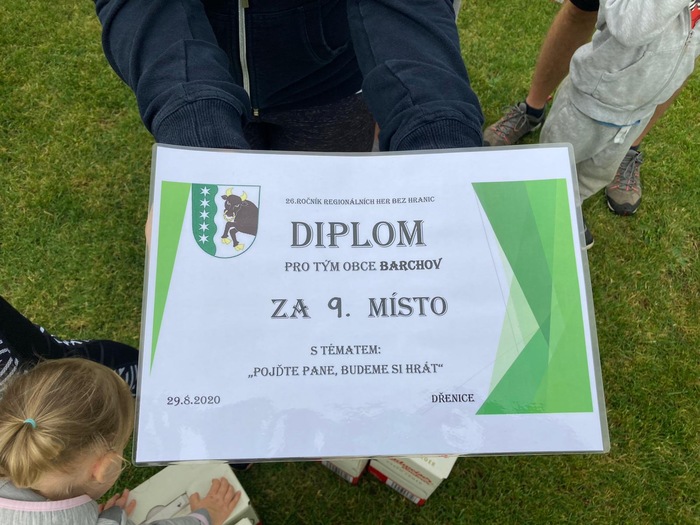 26.ROČNÍK REGIONÁLNÍCH HER BEZ HRANIC
DIPLOM
PRO TÝM OBCE BARCHOV
ZA 9. MÍSTO
S TÉMATEM:
„POJĎTE PANE, BUDEME SI HRÁT“
29.8.2020 DŘENICE